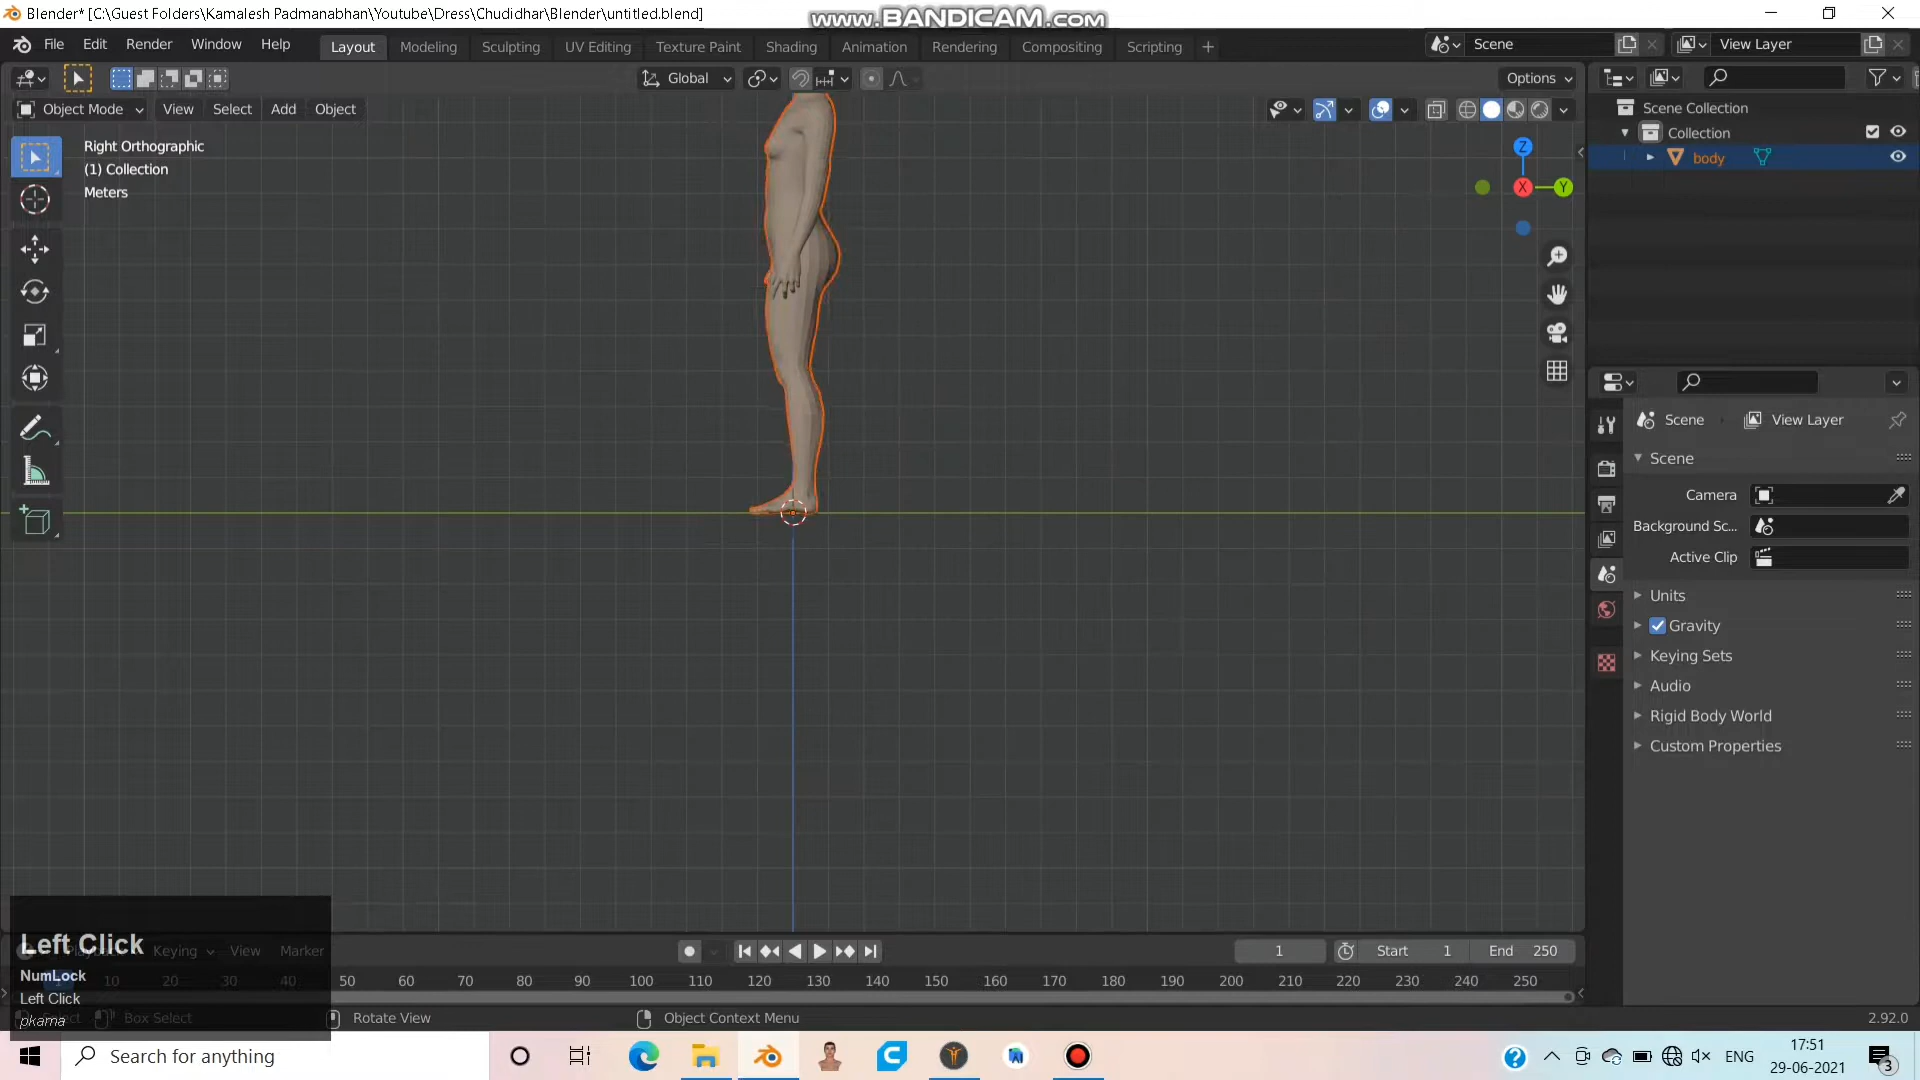 Blender* [C:\Guest Folders\Kamalesh Padmanabhan\Youtube\Dress\Chudidhar\Blender\untitled.blend]
www.BANDICAM.com
File Edit Render Window Help
Layout Modeling Sculpting UV Editing Texture Paint Shading Animation Rendering Compositing Scripting +
Scene
View Layer
Global
Options
Object Mode View Select Add Object
Right Orthographic
(1) Collection
Meters
Z
X
Y
Scene Collection
Collection
body
Scene View Layer
Scene
Camera
Background Sc...
Active Clip
Units
Gravity
Keying Sets
Audio
Rigid Body World
Custom Properties
Left Click
NumLock
Left Click
pkarna
Keying View Marker
1
Start 1 End 250
1 10 20 30 40 50 60 70 80 90 100 110 120 130 140 150 160 170 180 190 200 210 220 230 240 250
Select Box Select Rotate View Object Context Menu
2.92.0
Search for anything
ENG
17:51
29-06-2021
3